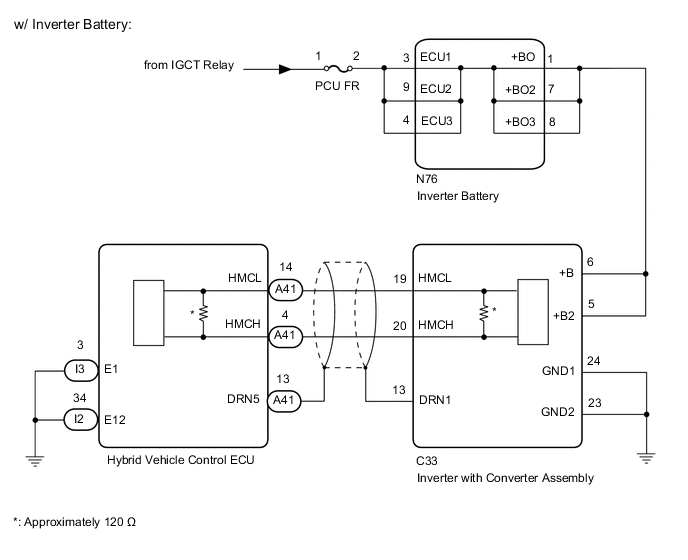 w/ Inverter Battery:
from IGCT Relay
1 2
PCU FR
3 ECU1 +BO 1
9 ECU2 +BO2 7
4 ECU3 +BO3 8
N76
Inverter Battery
14
HMCL A41
4
HMCH A41
13
DRN5 A41
3
I3 E1
34
I2 E12
Hybrid Vehicle Control ECU
*
19 HMCL
20 HMCH
13 DRN1
*
6
+B
5
+B2
24
GND1
23
GND2
C33
Inverter with Converter Assembly
*: Approximately 120 Ω